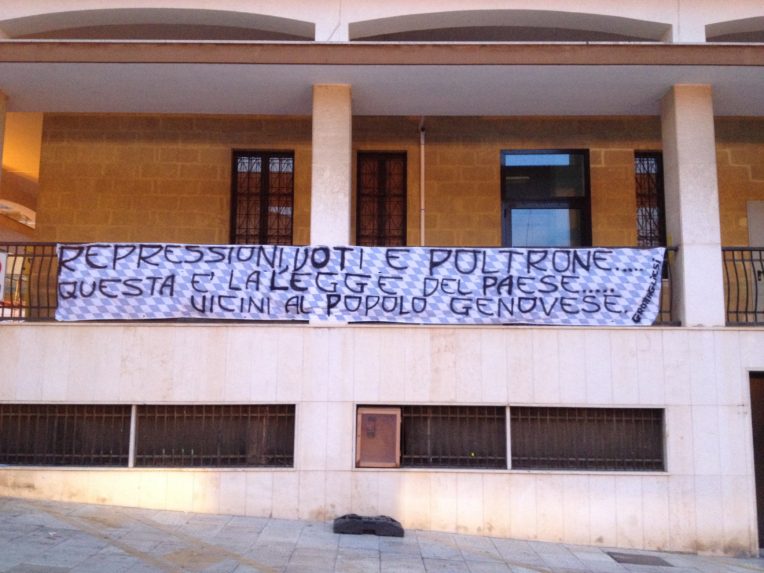 REPRESSIONI, VOTI E POLTRONE.....
QUESTA E' LA LEGGE DEL PAESE.....
VICINI AL POPOLO GENOVESE.